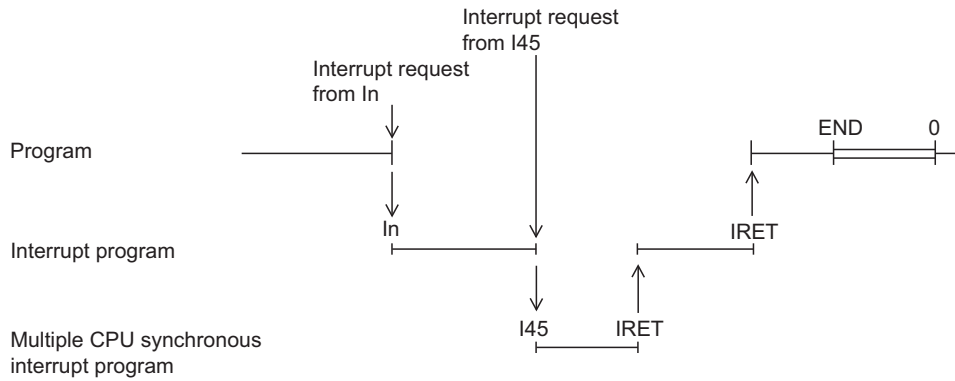 Interrupt request
from I45
Interrupt request
from In
END
0
Program
In
IRET
Interrupt program
I45
IRET
Multiple CPU synchronous
interrupt program